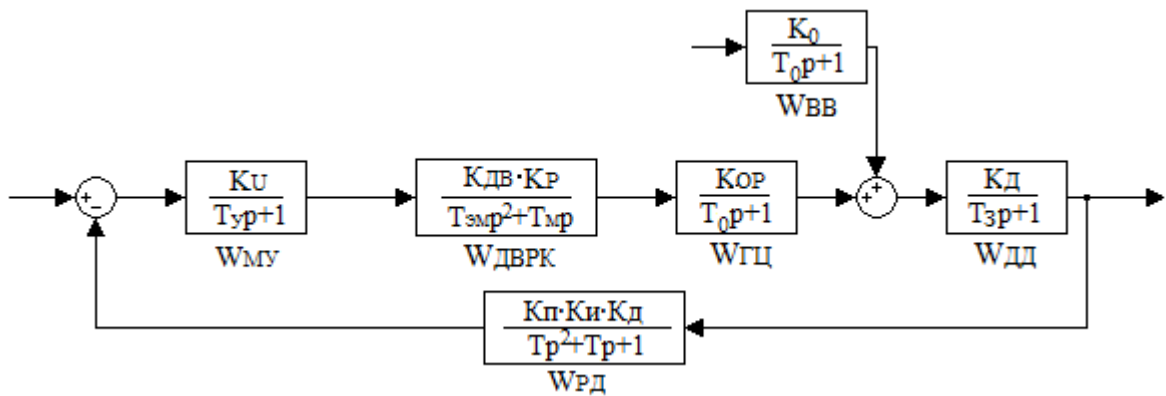 K₀
T₀p+1
WВВ
+
+
+
−
KU
TУp+1
WМУ
KДВ·KР
Tэмp²+Tмp
WДВРК
KОР
T₀p+1
WГЦ
KД
TЗp+1
WДД
Kп·Kи·Kд
Tp²+Tp+1
WРД